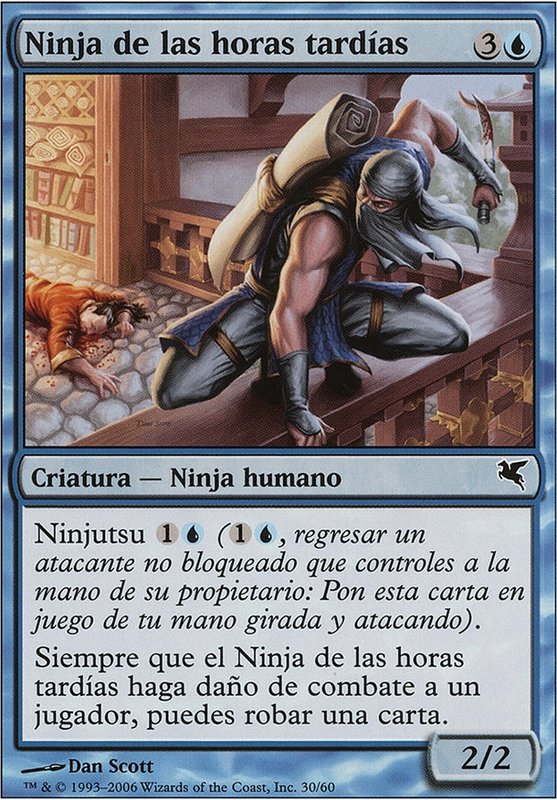 Ninja de las horas tardías 3
Criatura — Ninja humano
Ninjutsu 1 (1, regresar un
atacante no bloqueado que controles a la
mano de su propietario: Pon esta carta en
juego de tu mano girada y atacando).
Siempre que el Ninja de las horas
tardías haga daño de combate a un
jugador, puedes robar una carta.
2/2
Dan Scott
™ & © 1993–2006 Wizards of the Coast, Inc. 30/60